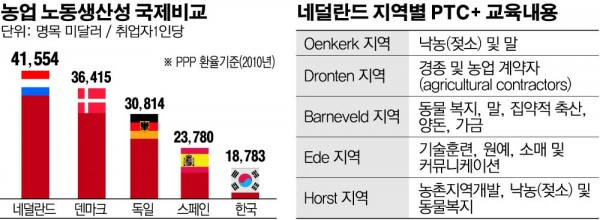 농업 노동생산성 국제비교
단위: 명목 미달러 / 취업자1인당
※ PPP 환율기준(2010년)
41,554
36,415
30,814
23,780
18,783
네덜란드
덴마크
독일
스페인
한국
네덜란드 지역별 PTC+ 교육내용
Oenkerk 지역
낙농(젖소) 및 말
Dronten 지역
경종 및 농업 계약자
(agricultural contractors)
Barneveld 지역
동물 복지, 말, 집약적 축산,
양돈, 가금
Ede 지역
기술훈련, 원예, 소매 및
커뮤니케이션
Horst 지역
농촌지역개발, 낙농(젖소) 및
동물복지